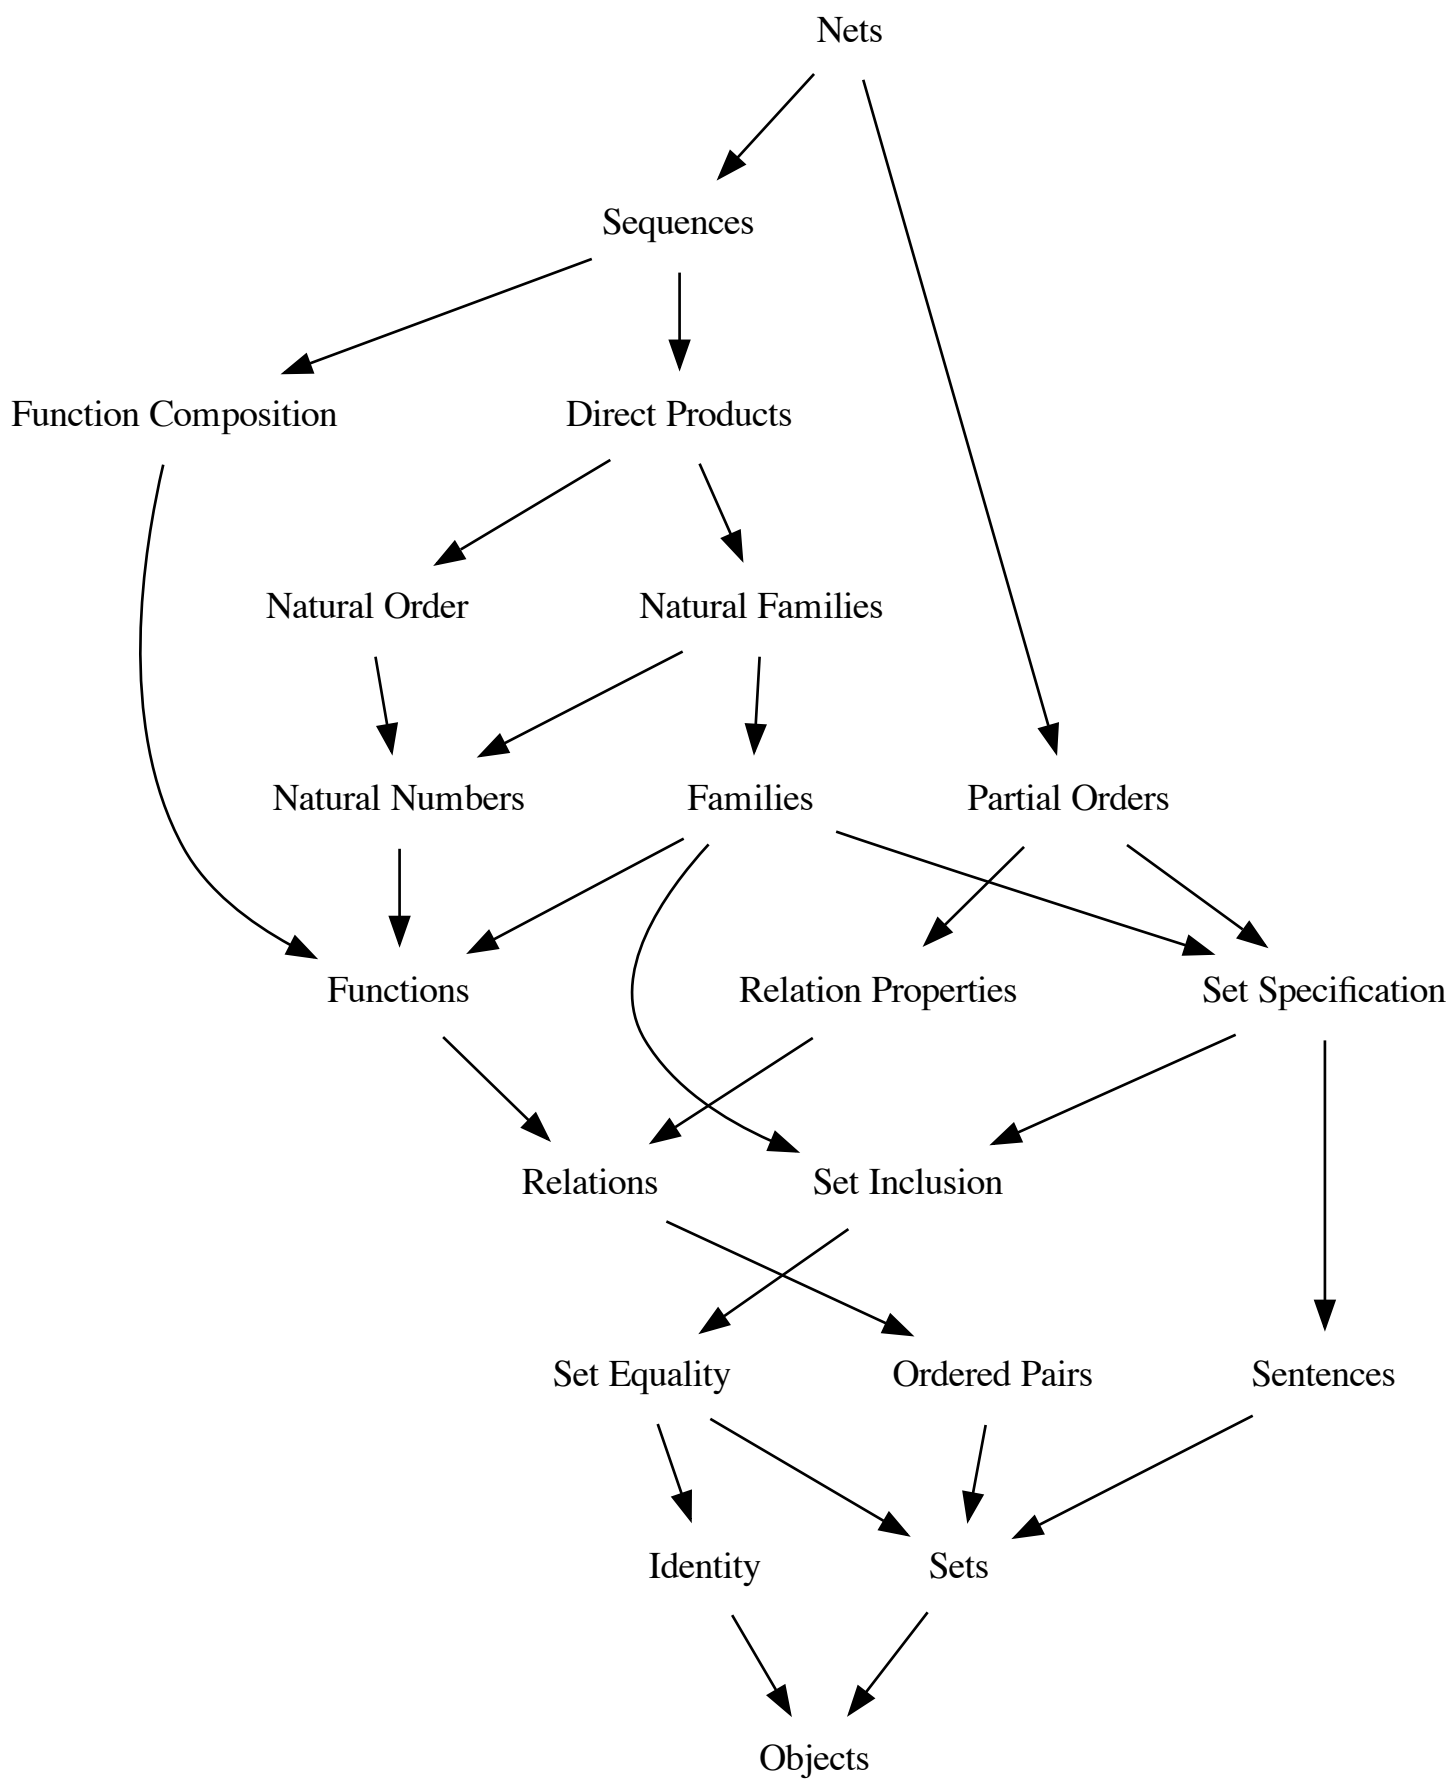 Nets
Sequences
Function Composition
Direct Products
Natural Order
Natural Families
Natural Numbers
Families
Partial Orders
Functions
Relation Properties
Set Specification
Relations
Set Inclusion
Set Equality
Ordered Pairs
Sentences
Identity
Sets
Objects